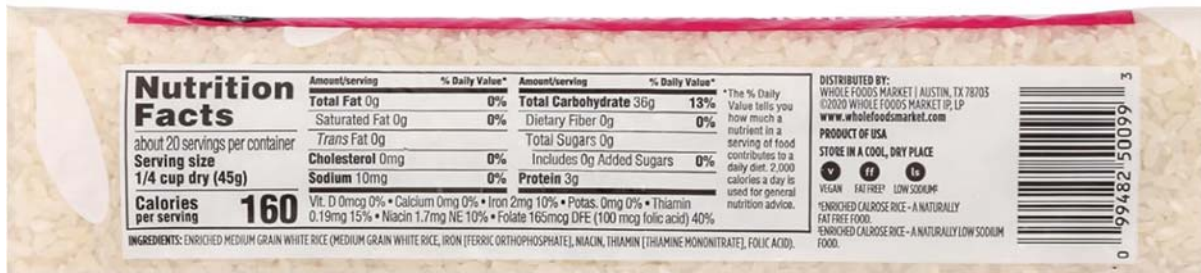 Nutrition
Facts
about 20 servings per container
Serving size
1/4 cup dry (45g)
Calories
per serving
160
Amount/serving % Daily Value*
Total Fat 0g 0%
Saturated Fat 0g 0%
Trans Fat 0g
Cholesterol 0mg 0%
Sodium 10mg 0%
Amount/serving % Daily Value*
Total Carbohydrate 36g 13%
Dietary Fiber 0g 0%
Total Sugars 0g
Includes 0g Added Sugars 0%
Protein 3g
Vit. D 0mcg 0% • Calcium 0mg 0% • Iron 2mg 10% • Potas. 0mg 0% • Thiamin
0.19mg 15% • Niacin 1.7mg NE 10% • Folate 165mcg DFE (100 mcg folic acid) 40%
*The % Daily
Value tells you
how much a
nutrient in a
serving of food
contributes to a
daily diet. 2,000
calories a day is
used for general
nutrition advice.
INGREDIENTS: ENRICHED MEDIUM GRAIN WHITE RICE (MEDIUM GRAIN WHITE RICE, IRON [FERRIC ORTHOPHOSPHATE], NIACIN, THIAMIN [THIAMINE MONONITRATE], FOLIC ACID).
DISTRIBUTED BY:
WHOLE FOODS MARKET | AUSTIN, TX 78703
©2020 WHOLE FOODS MARKET IP, LP
www.wholefoodsmarket.com
PRODUCT OF USA
STORE IN A COOL, DRY PLACE
v ff ls
VEGAN FAT FREE† LOW SODIUM‡
†ENRICHED CALROSE RICE - A NATURALLY
FAT FREE FOOD.
‡ENRICHED CALROSE RICE - A NATURALLY LOW SODIUM
FOOD.
0 99482 50099 3